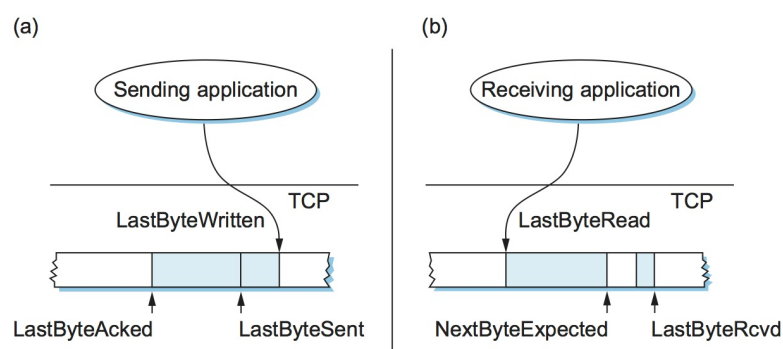 (a)
Sending application
TCP
LastByteWritten
LastByteAcked
LastByteSent
(b)
Receiving application
TCP
LastByteRead
NextByteExpected
LastByteRcvd